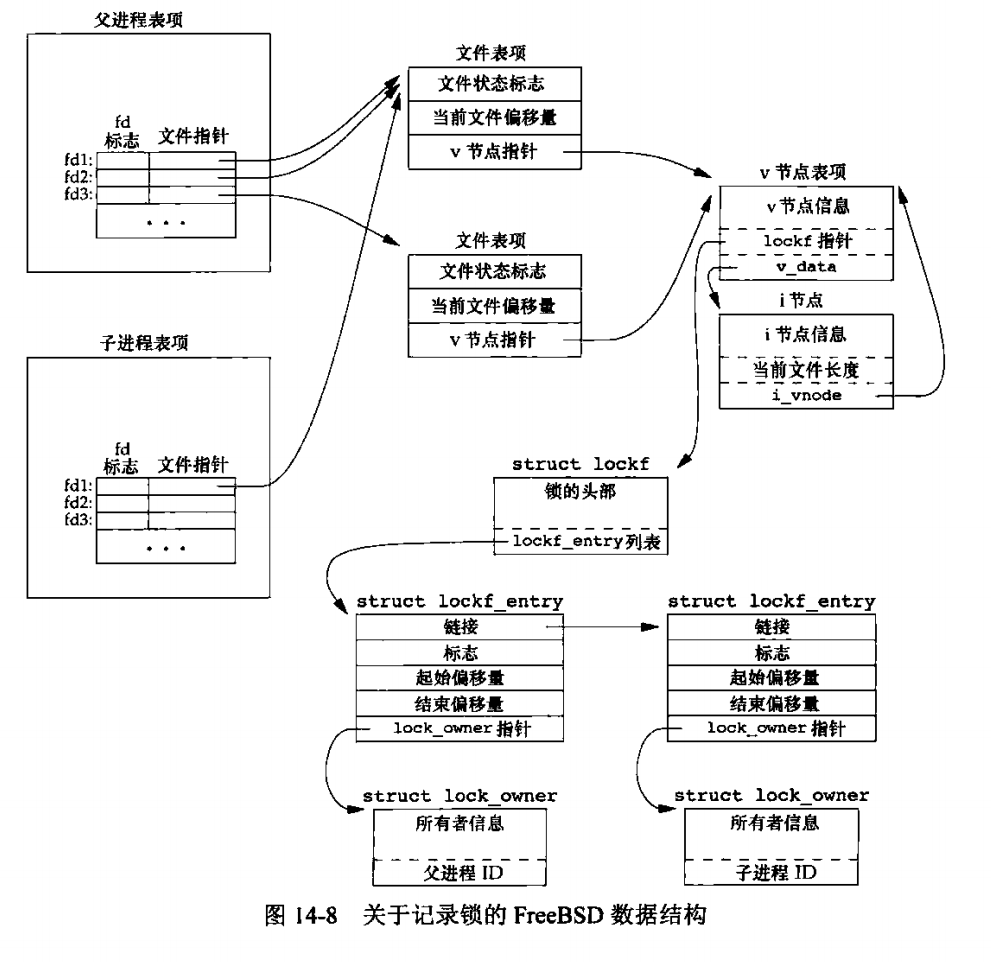 父进程表项
fd
标志
文件指针
fd1:
fd2:
fd3:
• • •
文件表项
文件状态标志
当前文件偏移量
v 节点指针
文件表项
文件状态标志
当前文件偏移量
v 节点指针
v 节点表项
v 节点信息
lockf 指针
v_data
i 节点
i 节点信息
当前文件长度
i_vnode
子进程表项
fd
标志
文件指针
fd1:
fd2:
fd3:
• • •
struct lockf
锁的头部
lockf_entry列表
struct lockf_entry
链接
标志
起始偏移量
结束偏移量
lock_owner 指针
struct lockf_entry
链接
标志
起始偏移量
结束偏移量
lock_owner 指针
struct lock_owner
所有者信息
父进程 ID
struct lock_owner
所有者信息
子进程 ID
图 14-8 关于记录锁的 FreeBSD 数据结构